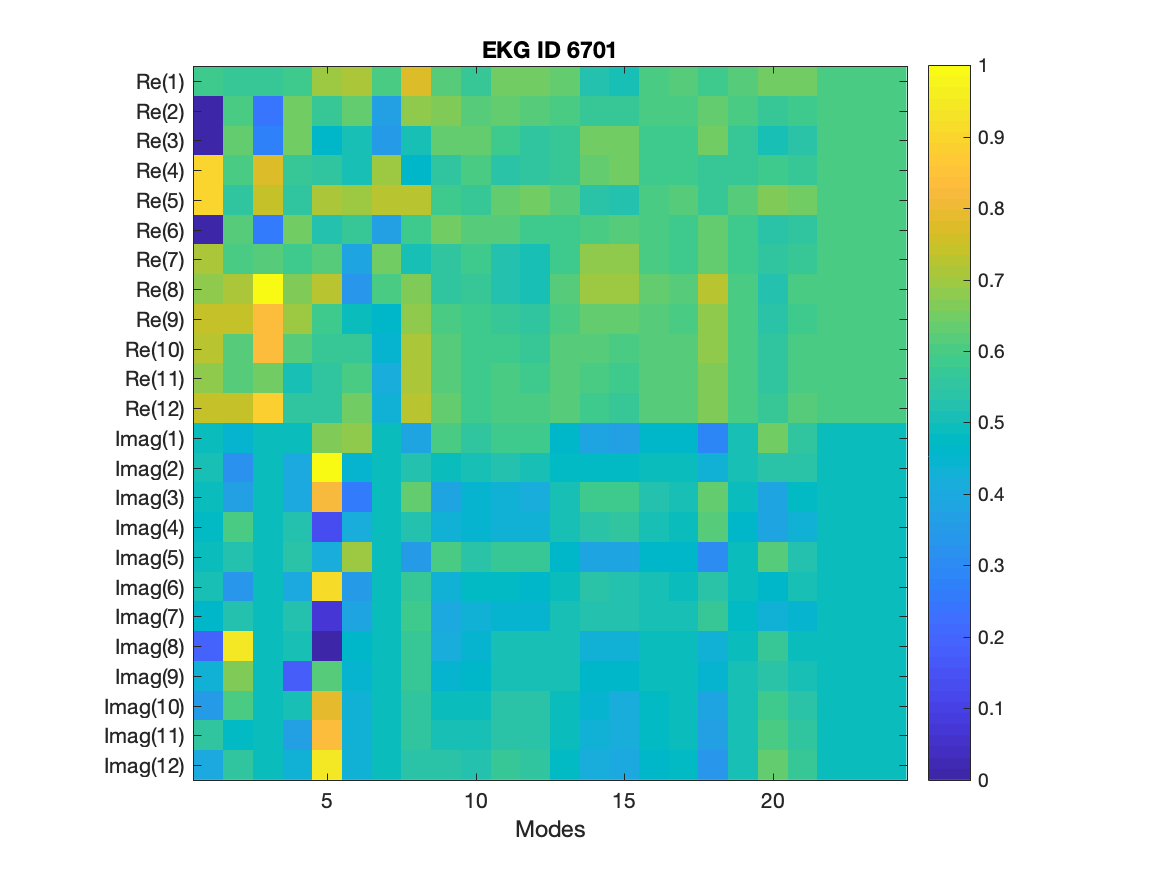 EKG ID 6701
Re(1)
Re(2)
Re(3)
Re(4)
Re(5)
Re(6)
Re(7)
Re(8)
Re(9)
Re(10)
Re(11)
Re(12)
Imag(1)
Imag(2)
Imag(3)
Imag(4)
Imag(5)
Imag(6)
Imag(7)
Imag(8)
Imag(9)
Imag(10)
Imag(11)
Imag(12)
5 10 15 20
Modes
1
0.9
0.8
0.7
0.6
0.5
0.4
0.3
0.2
0.1
0